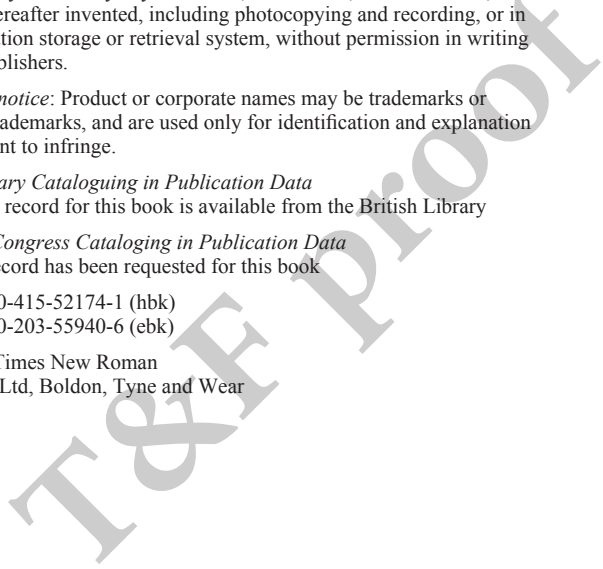 ereafter invented, including photocopying and recording, or in
tion storage or retrieval system, without permission in writing
blishers.
notice: Product or corporate names may be trademarks or
ademarks, and are used only for identification and explanation
nt to infringe.
ary Cataloguing in Publication Data
record for this book is available from the British Library
Congress Cataloging in Publication Data
cord has been requested for this book
0-415-52174-1 (hbk)
0-203-55940-6 (ebk)
Times New Roman
Ltd, Boldon, Tyne and Wear
T&F proof